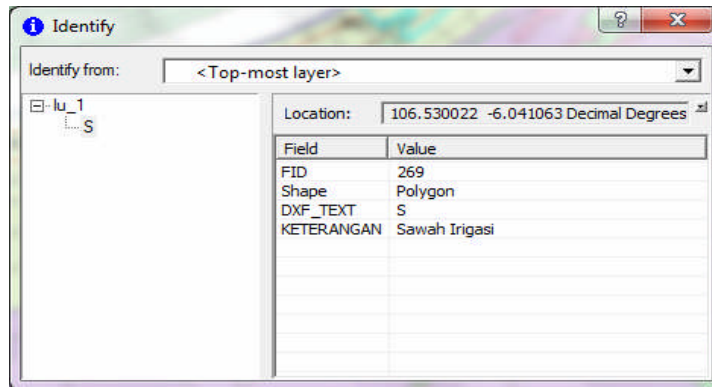 Identify
Identify from: <Top-most layer>
lu_1
S
Location: 106.530022 -6.041063 Decimal Degrees
Field Value
FID 269
Shape Polygon
DXF_TEXT S
KETERANGAN Sawah Irigasi